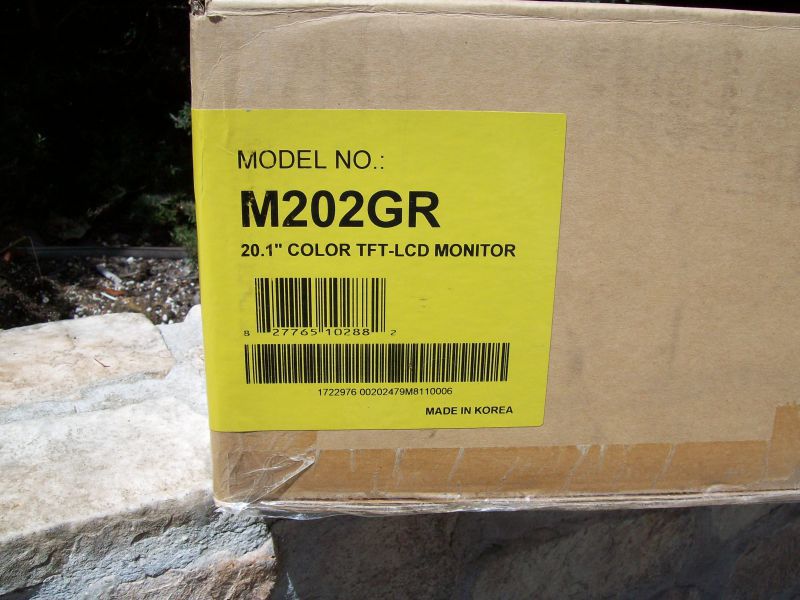 MODEL NO.:
M202GR
20.1" COLOR TFT-LCD MONITOR
8 27765 10288 2
1722976 00202479M8110006
MADE IN KOREA